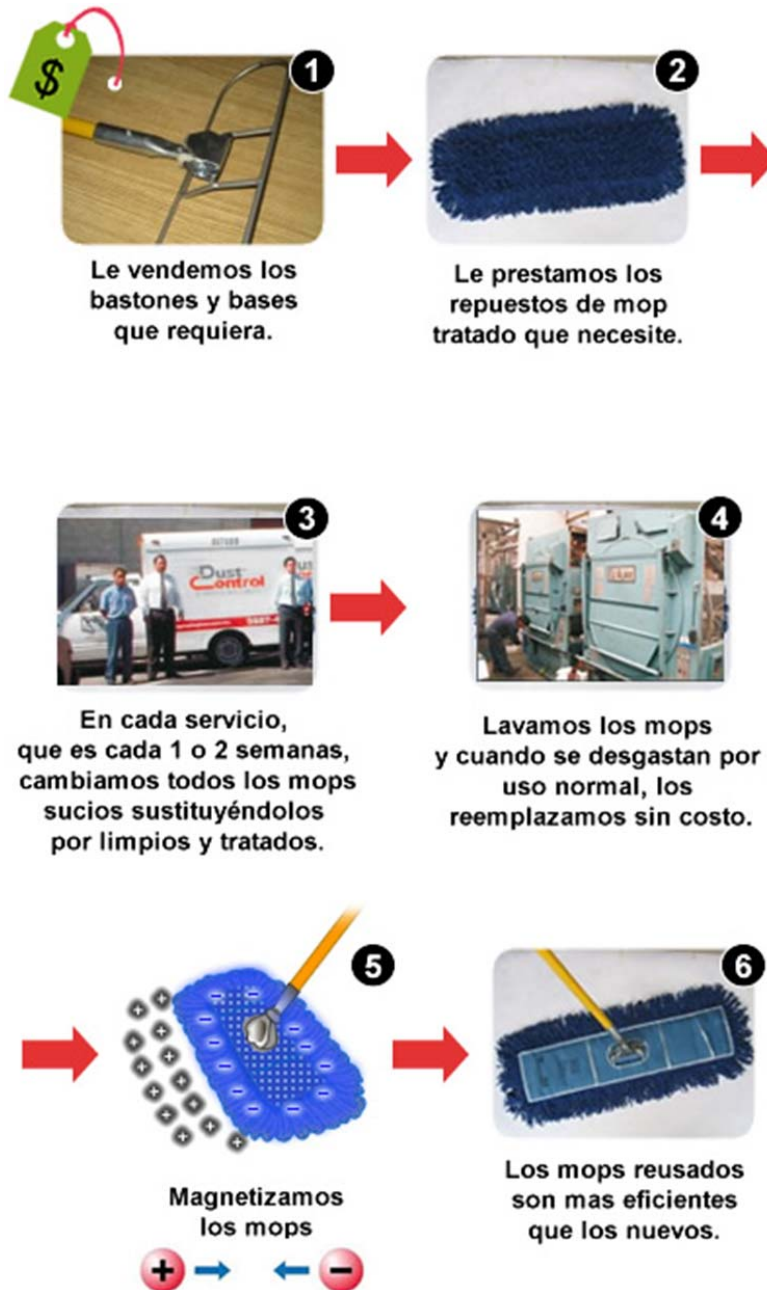 $
1
2
Le vendemos los
bastones y bases
que requiera.
Le prestamos los
repuestos de mop
tratado que necesite.
3
Dust
Control
4
En cada servicio,
que es cada 1 o 2 semanas,
cambiamos todos los mops
sucios sustituyéndolos
por limpios y tratados.
Lavamos los mops
y cuando se desgastan por
uso normal, los
reemplazamos sin costo.
5
6
Magnetizamos
los mops
+ −
Los mops reusados
son mas eficientes
que los nuevos.